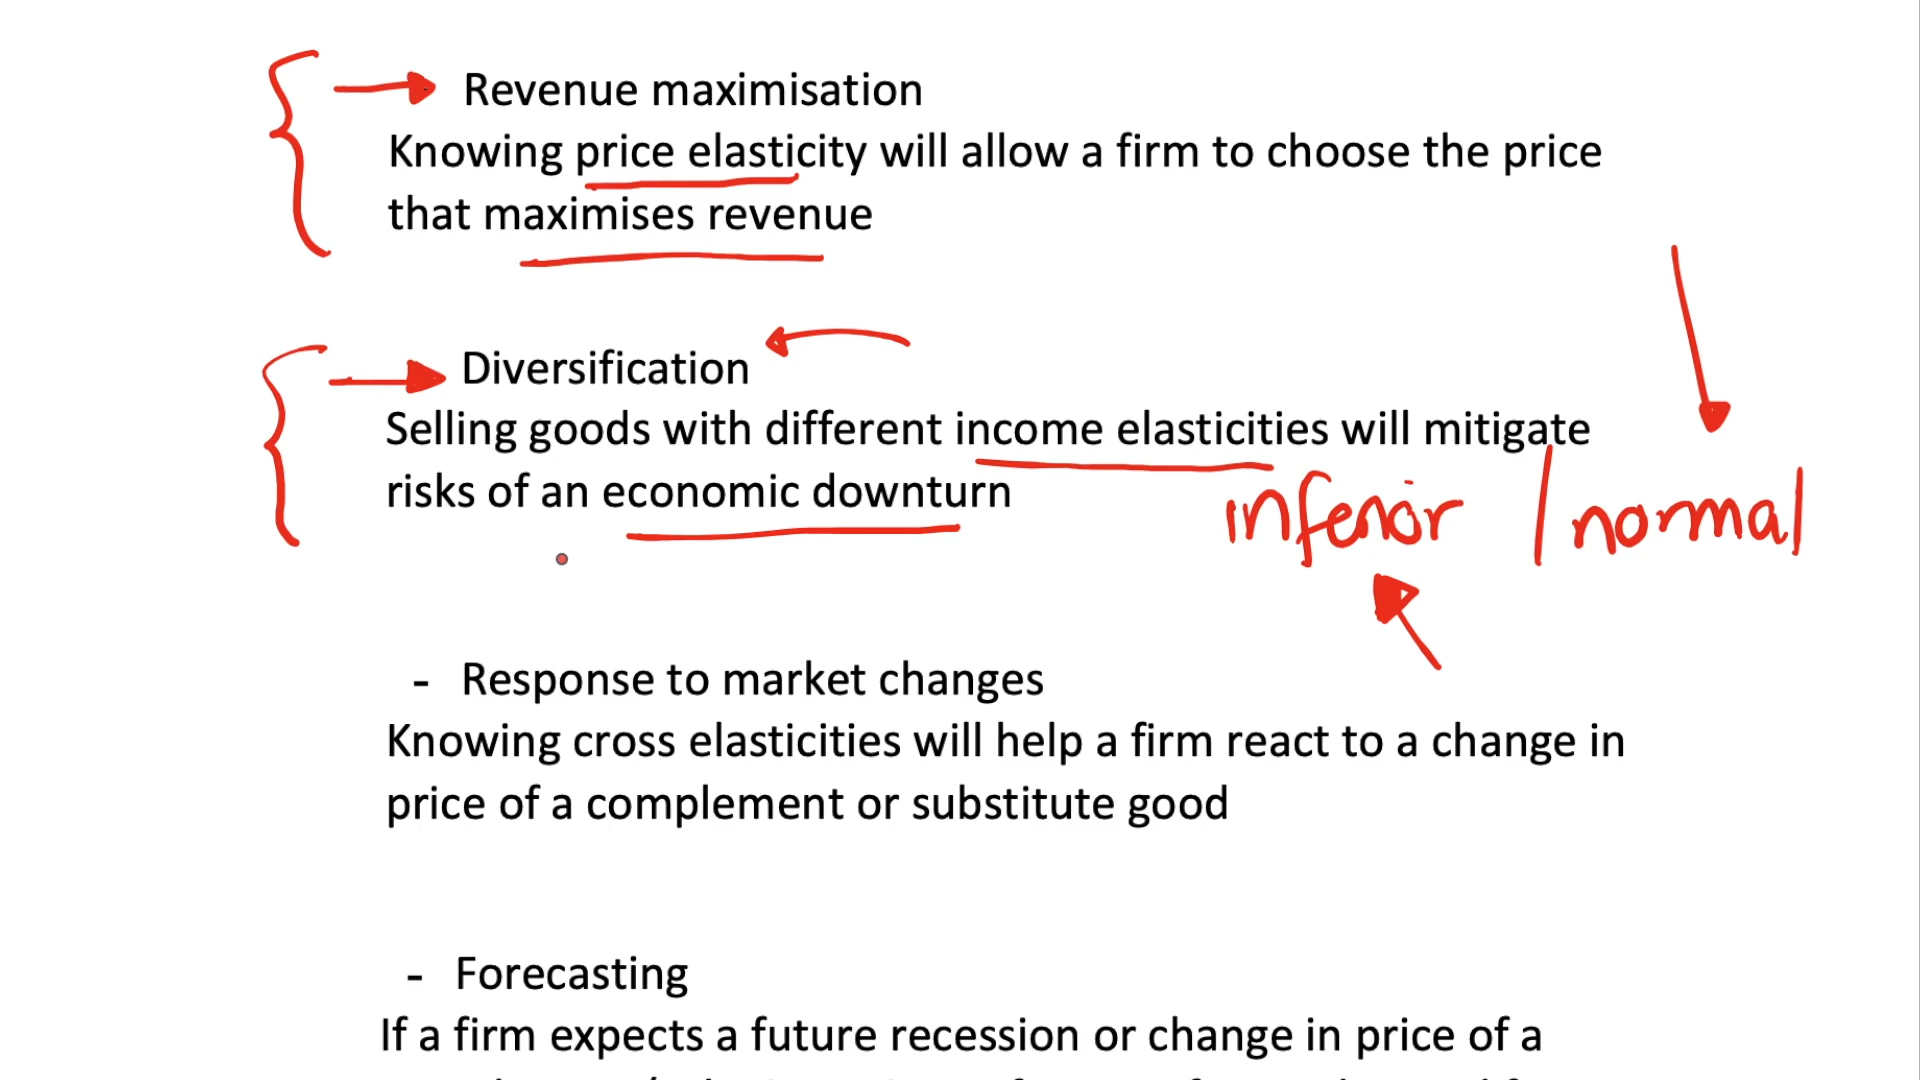 Revenue maximisation
Knowing price elasticity will allow a firm to choose the price
that maximises revenue
Diversification
Selling goods with different income elasticities will mitigate
risks of an economic downturn
inferior / normal
- Response to market changes
Knowing cross elasticities will help a firm react to a change in
price of a complement or substitute good
- Forecasting
If a firm expects a future recession or change in price of a